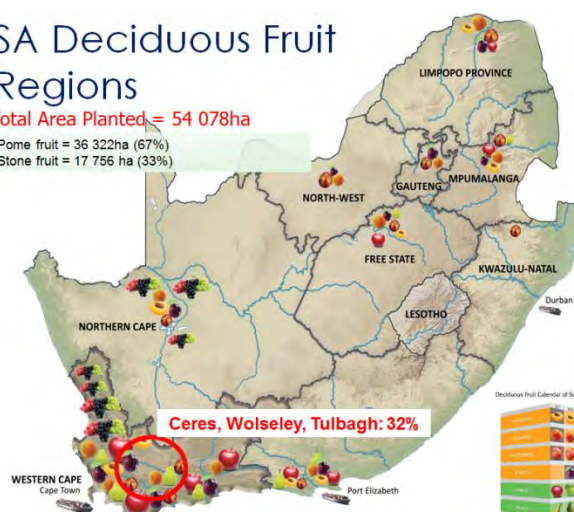 SA Deciduous Fruit
Regions
Total Area Planted = 54 078ha
Pome fruit = 36 322ha (67%)
Stone fruit = 17 756 ha (33%)
LIMPOPO PROVINCE
MPUMALANGA
GAUTENG
NORTH-WEST
FREE STATE
KWAZULU-NATAL
Durban
LESOTHO
NORTHERN CAPE
Deciduous Fruit Calendar of So
Ceres, Wolseley, Tulbagh: 32%
WESTERN CAPE
Cape Town
Port Elizabeth